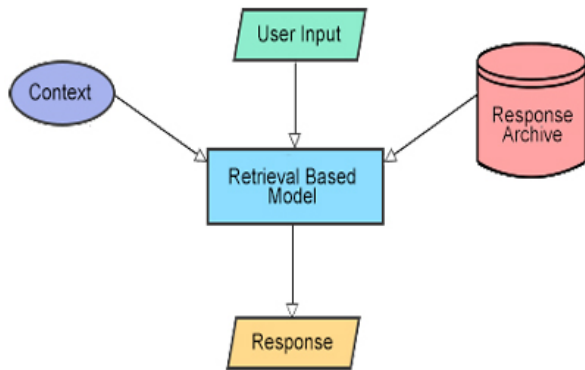 User Input
Context
Response
Archive
Retrieval Based
Model
Response